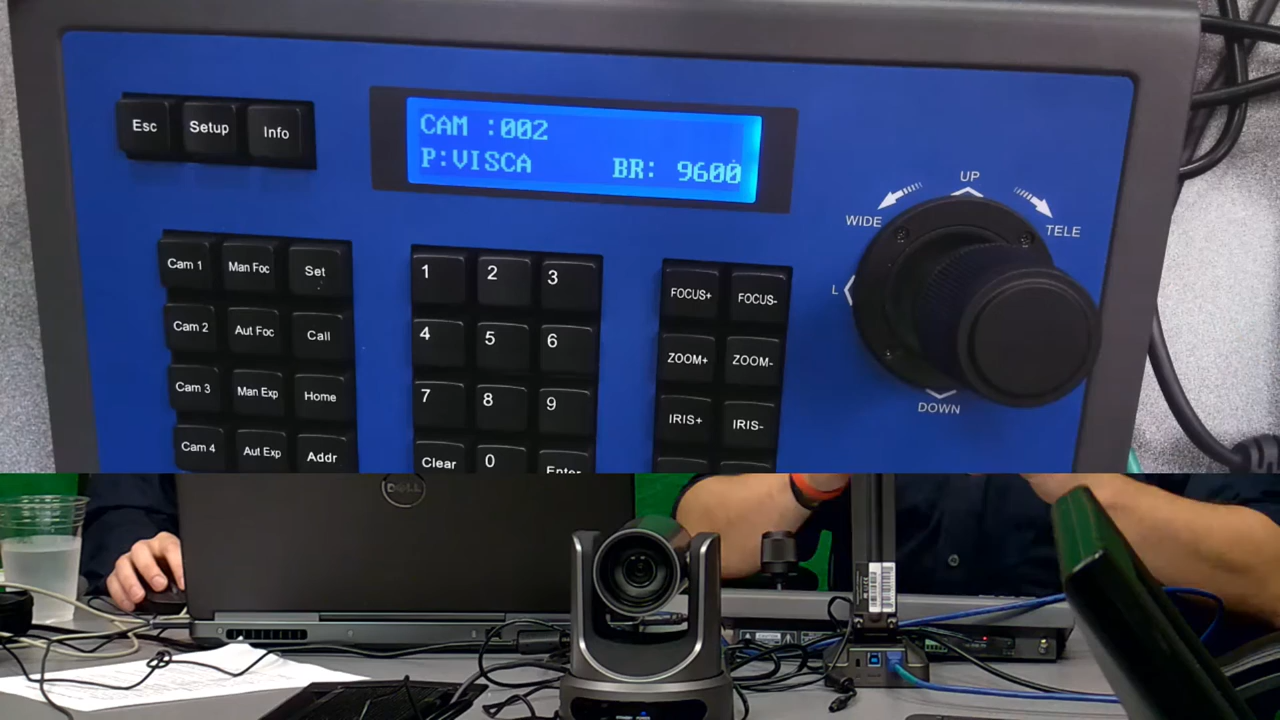 Esc Setup Info
CAM :002
P:VISCA BR: 9600
UP
WIDE TELE
L
DOWN
Cam 1 Man Foc Set
Cam 2 Aut Foc Call
Cam 3 Man Exp Home
Cam 4 Aut Exp Addr
1 2 3
4 5 6
7 8 9
Clear 0 Enter
FOCUS+ FOCUS-
ZOOM+ ZOOM-
IRIS+ IRIS-
DELL